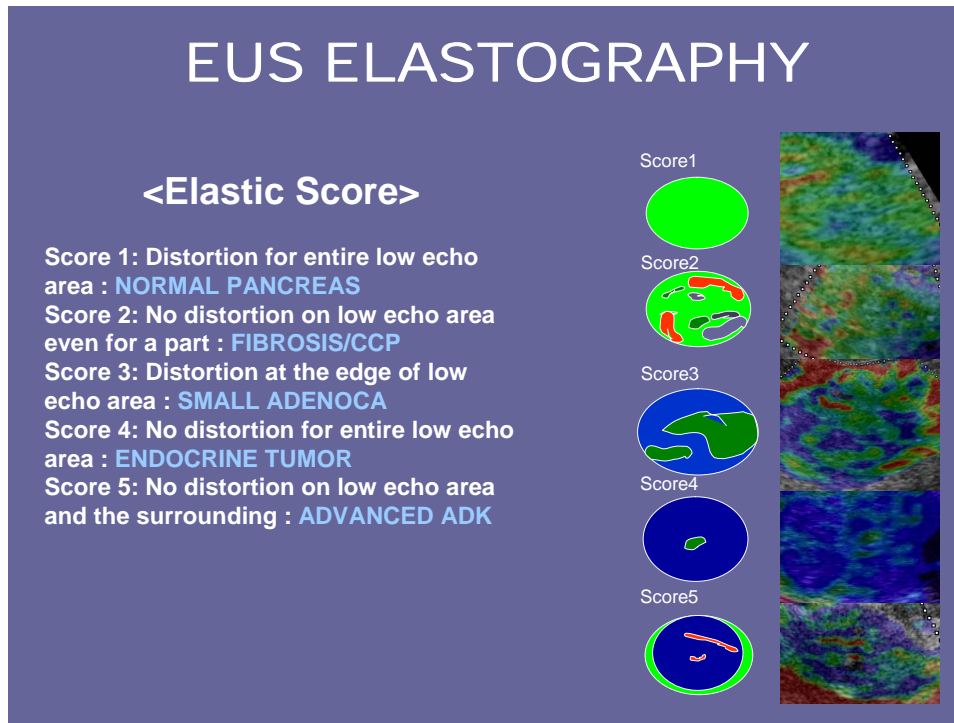 EUS ELASTOGRAPHY
<Elastic Score>
Score 1: Distortion for entire low echo
area : NORMAL PANCREAS
Score 2: No distortion on low echo area
even for a part : FIBROSIS/CCP
Score 3: Distortion at the edge of low
echo area : SMALL ADENOCA
Score 4: No distortion for entire low echo
area : ENDOCRINE TUMOR
Score 5: No distortion on low echo area
and the surrounding : ADVANCED ADK
Score1
Score2
Score3
Score4
Score5